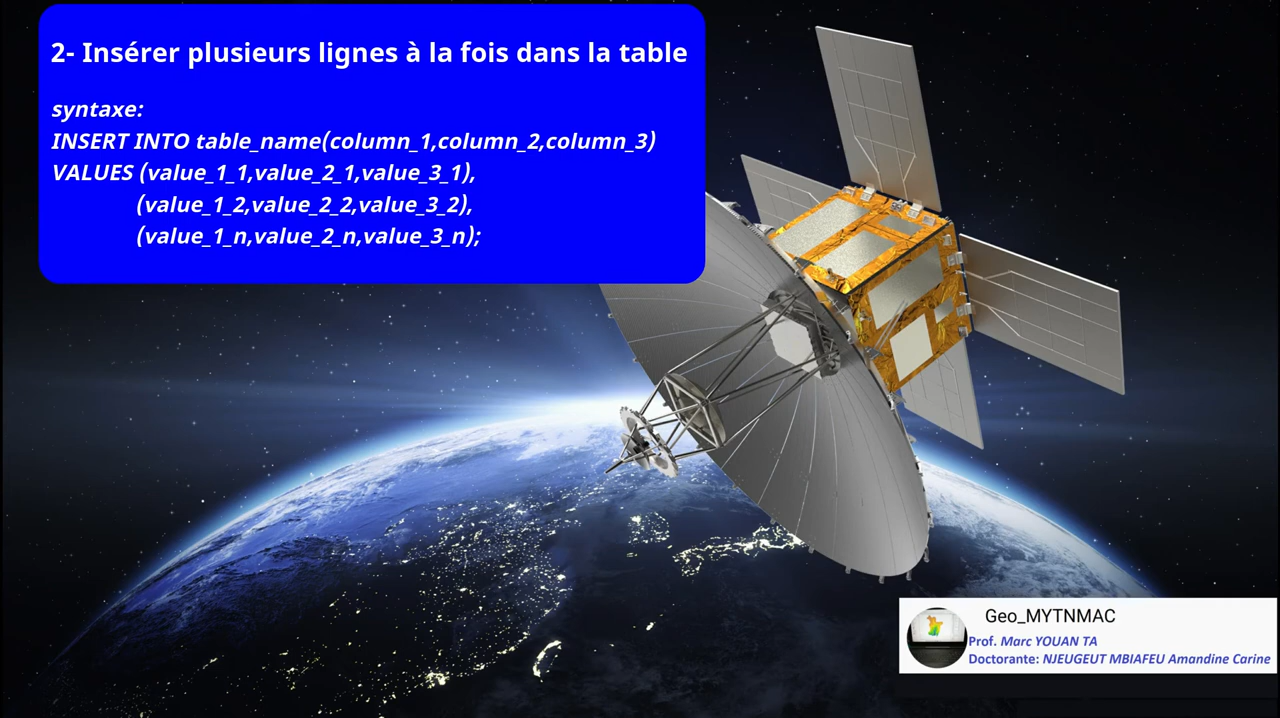 2- Insérer plusieurs lignes à la fois dans la table
syntaxe:
INSERT INTO table_name(column_1,column_2,column_3)
VALUES (value_1_1,value_2_1,value_3_1),
(value_1_2,value_2_2,value_3_2),
(value_1_n,value_2_n,value_3_n);
Geo_MYTNMAC
Prof. Marc YOUAN TA
Doctorante: NJEUGEUT MBIAFEU Amandine Carine